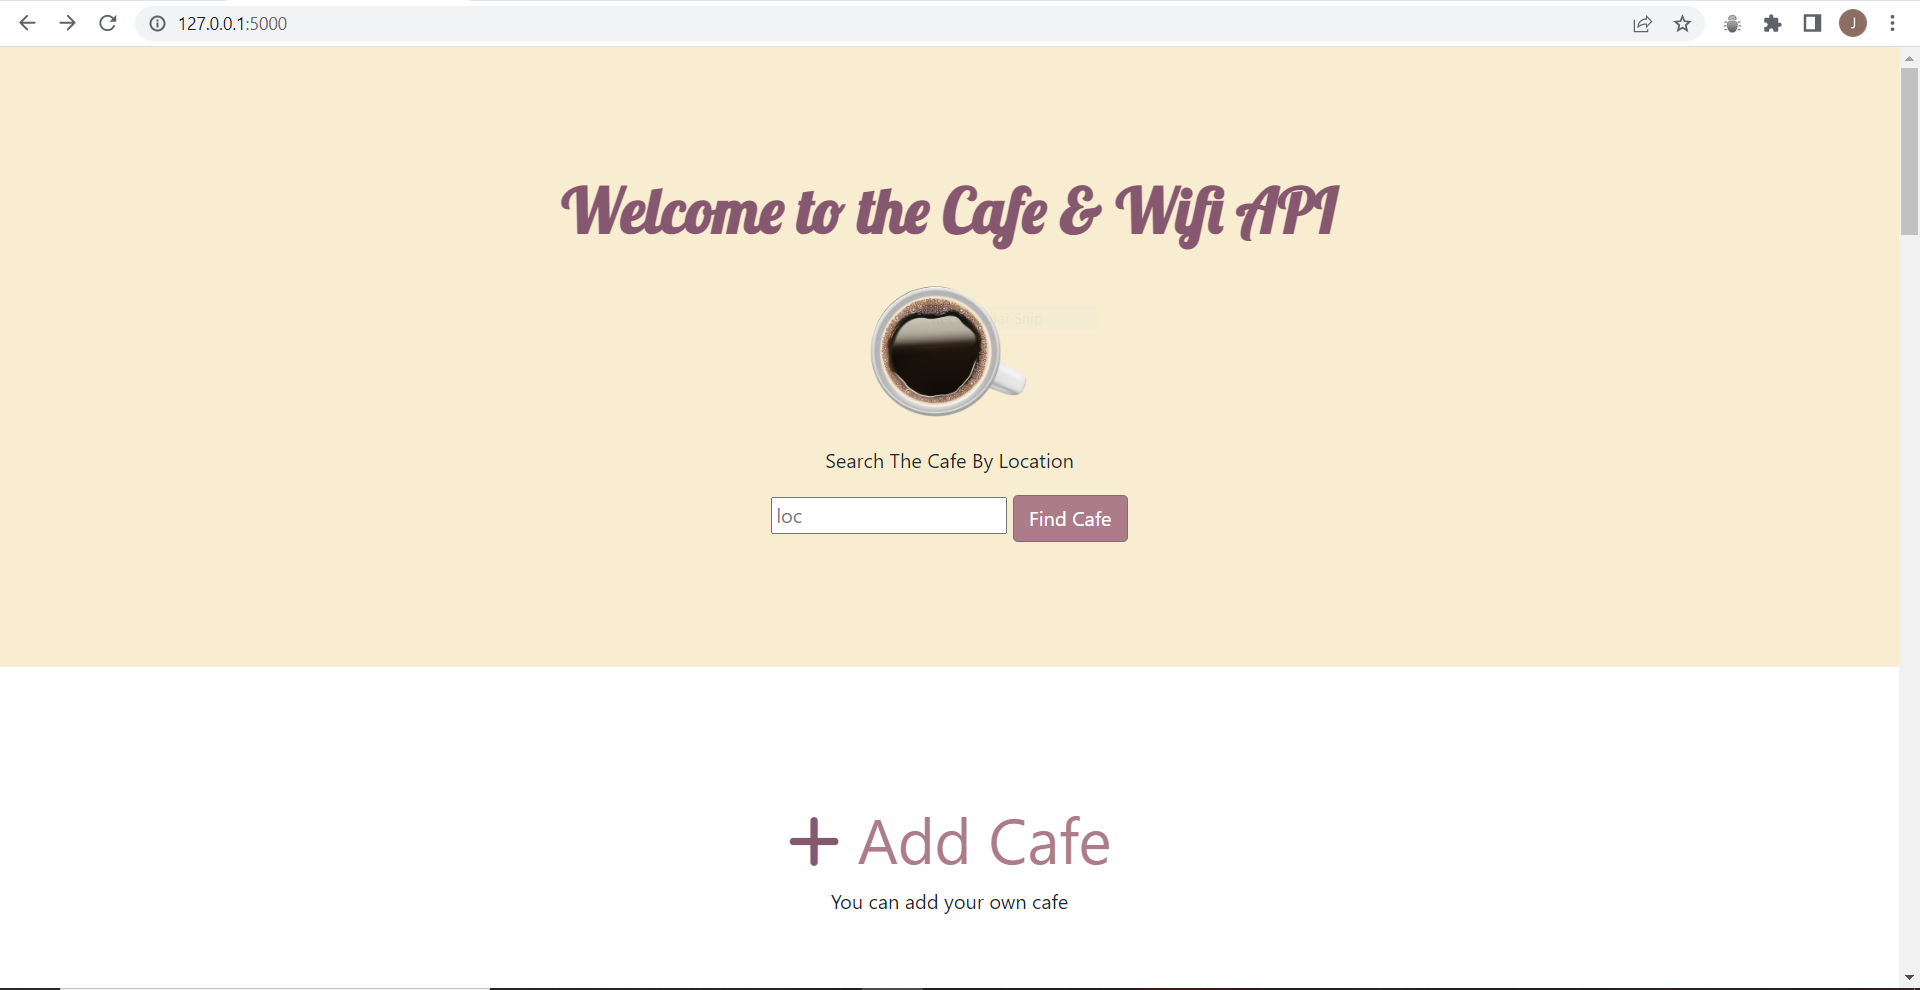 127.0.0.1:5000
J
Welcome to the Cafe & Wifi API
Snip
Search The Cafe By Location
loc
Find Cafe
Add Cafe
You can add your own cafe